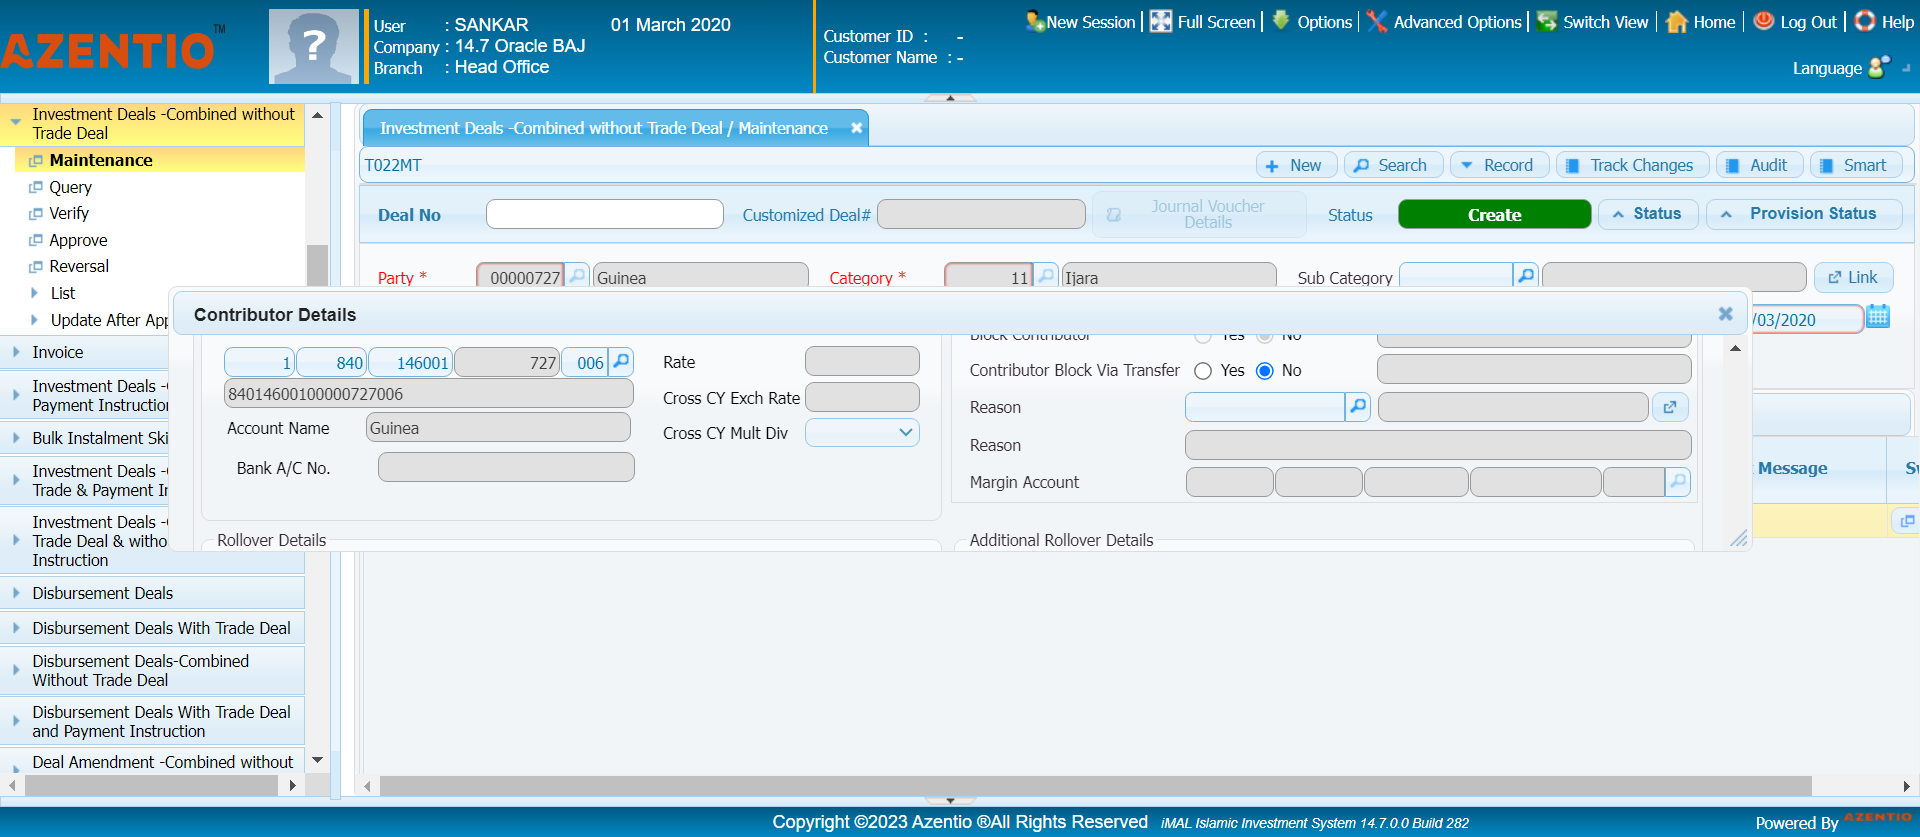 AZENTIO TM
?
User : SANKAR 01 March 2020
Company : 14.7 Oracle BAJ
Branch : Head Office
Customer ID : -
Customer Name : -
New Session Full Screen Options Advanced Options Switch View Home Log Out Help
Language
Investment Deals -Combined without
Trade Deal
Maintenance
Query
Verify
Approve
Reversal
List
Update After App
Invoice
Investment Deals -
Payment Instruction
Bulk Instalment Ski
Investment Deals -
Trade & Payment I
Investment Deals -
Trade Deal & witho
Instruction
Disbursement Deals
Disbursement Deals With Trade Deal
Disbursement Deals-Combined
Without Trade Deal
Disbursement Deals With Trade Deal
and Payment Instruction
Deal Amendment -Combined without
Investment Deals -Combined without Trade Deal / Maintenance
T022MT
New Search Record Track Changes Audit Smart
Deal No Customized Deal# Journal Voucher Details Status Create Status Provision Status
Party * 00000727 Guinea Category * 11 Ijara Sub Category Link
/03/2020
Message
Contributor Details
1 840 146001 727 006
84014600100000727006
Account Name Guinea
Bank A/C No.
Rate
Cross CY Exch Rate
Cross CY Mult Div
Block Contributor Yes No
Contributor Block Via Transfer Yes No
Reason
Reason
Margin Account
Rollover Details
Additional Rollover Details
Copyright ©2023 Azentio ®All Rights Reserved iMAL Islamic Investment System 14.7.0.0 Build 282
Powered By AZENTIO